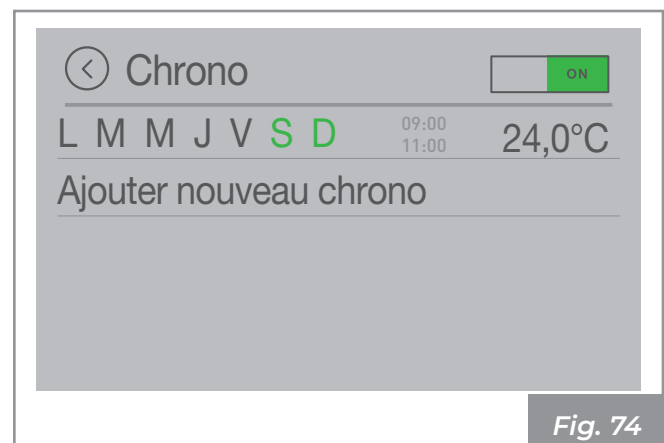 Chrono ON
L M M J V S D 09:00 11:00 24,0°C
Ajouter nouveau chrono
Fig. 74